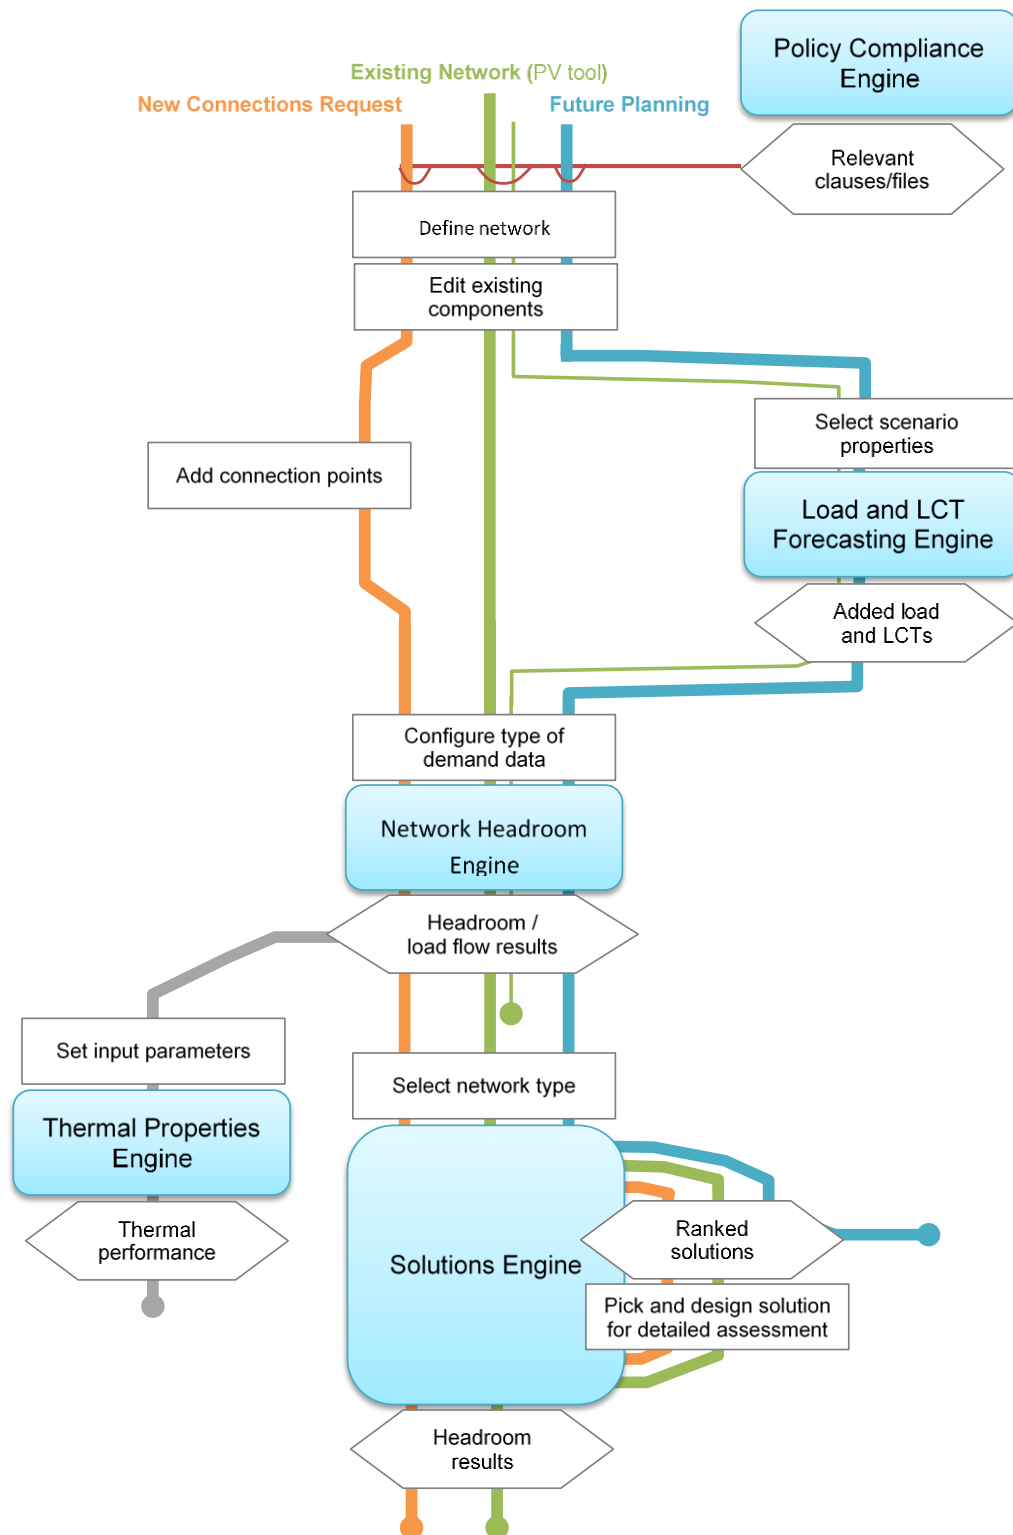 Policy Compliance
Engine
Existing Network (PV tool)
New Connections Request
Future Planning
Relevant
clauses/files
Define network
Edit existing
components
Select scenario
properties
Add connection points
Load and LCT
Forecasting Engine
Added load
and LCTs
Configure type of
demand data
Network Headroom
Engine
Headroom /
load flow results
Set input parameters
Select network type
Thermal Properties
Engine
Thermal
performance
Ranked
solutions
Solutions Engine
Pick and design solution
for detailed assessment
Headroom
results